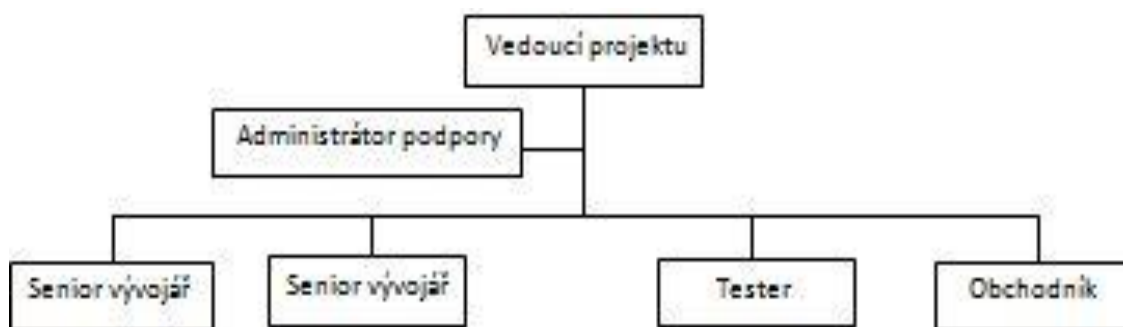 Vedoucí projektu
Administrátor podpory
Senior vývojář
Senior vývojář
Tester
Obchodník